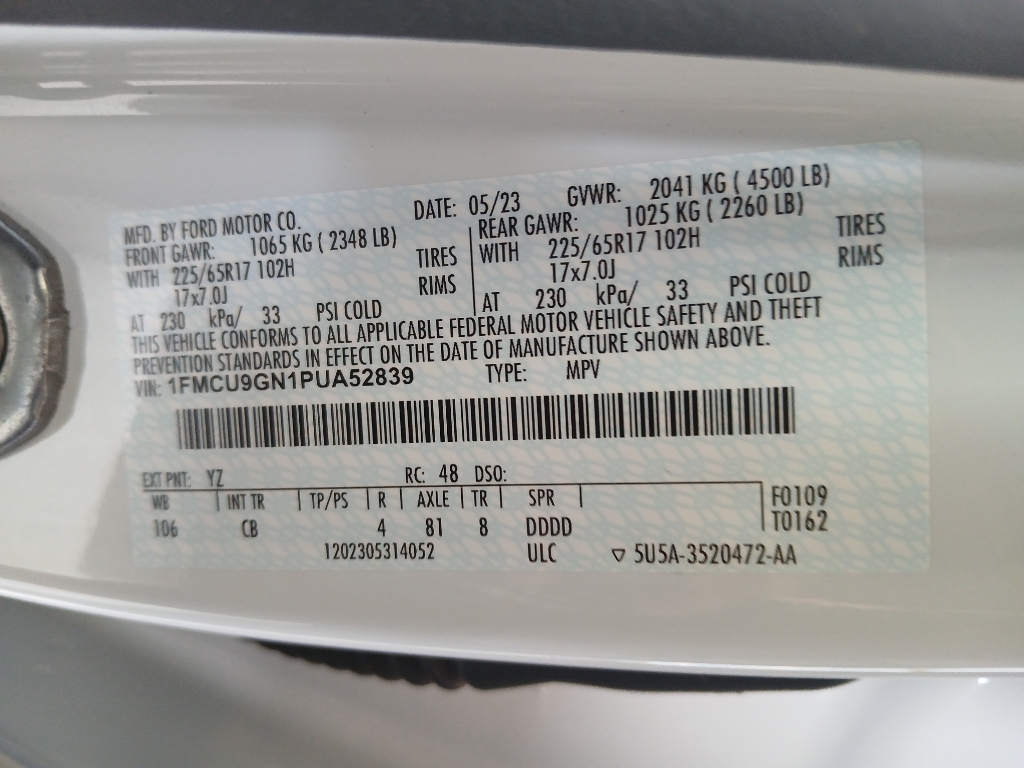 MFD. BY FORD MOTOR CO. DATE: 05/23 GVWR: 2041 KG ( 4500 LB)
FRONT GAWR: 1065 KG ( 2348 LB) REAR GAWR: 1025 KG ( 2260 LB)
WITH 225/65R17 102H TIRES WITH 225/65R17 102H TIRES
17x7.0J RIMS 17x7.0J RIMS
AT 230 kPa/ 33 PSI COLD AT 230 kPa/ 33 PSI COLD
THIS VEHICLE CONFORMS TO ALL APPLICABLE FEDERAL MOTOR VEHICLE SAFETY AND THEFT
PREVENTION STANDARDS IN EFFECT ON THE DATE OF MANUFACTURE SHOWN ABOVE.
VIN: 1FMCU9GN1PUA52839 TYPE: MPV
EXT PNT: YZ RC: 48 DSO:
WB INT TR TP/PS R AXLE TR SPR F0109
106 CB 4 81 8 DDDD T0162
1202305314052 ULC ▽ 5U5A-3520472-AA